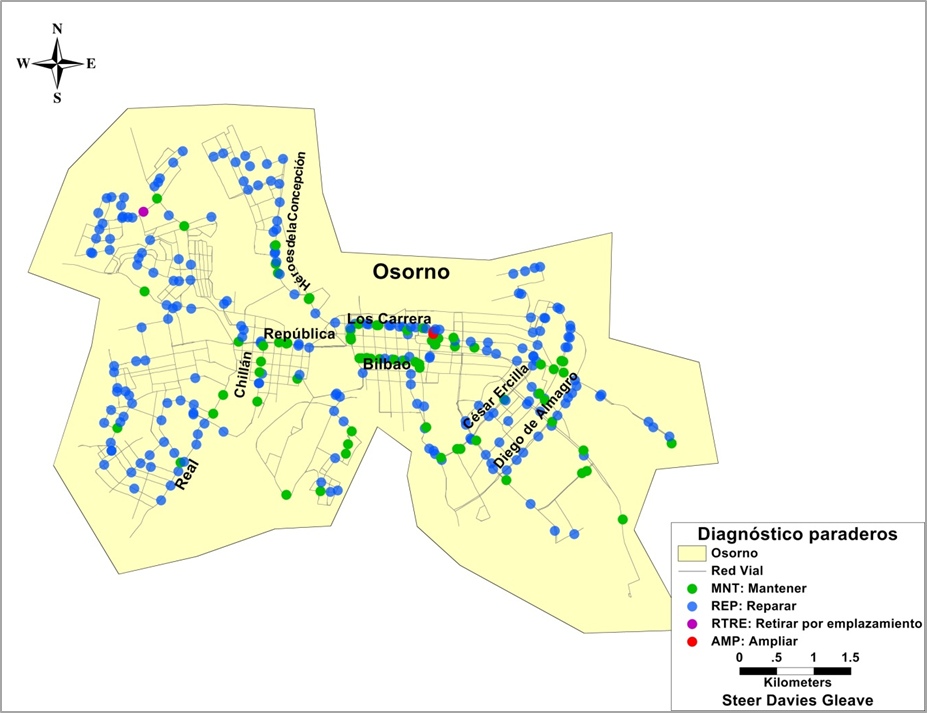 N
W E
S
Héroes de la Concepción
Osorno
Los Carrera
República
Bilbao
Chillán
César Ercilla
Diego de Almagro
Real
Diagnóstico paraderos
Osorno
Red Vial
MNT: Mantener
REP: Reparar
RTRE: Retirar por emplazamiento
AMP: Ampliar
0 .5 1 1.5
Kilometers
Steer Davies Gleave